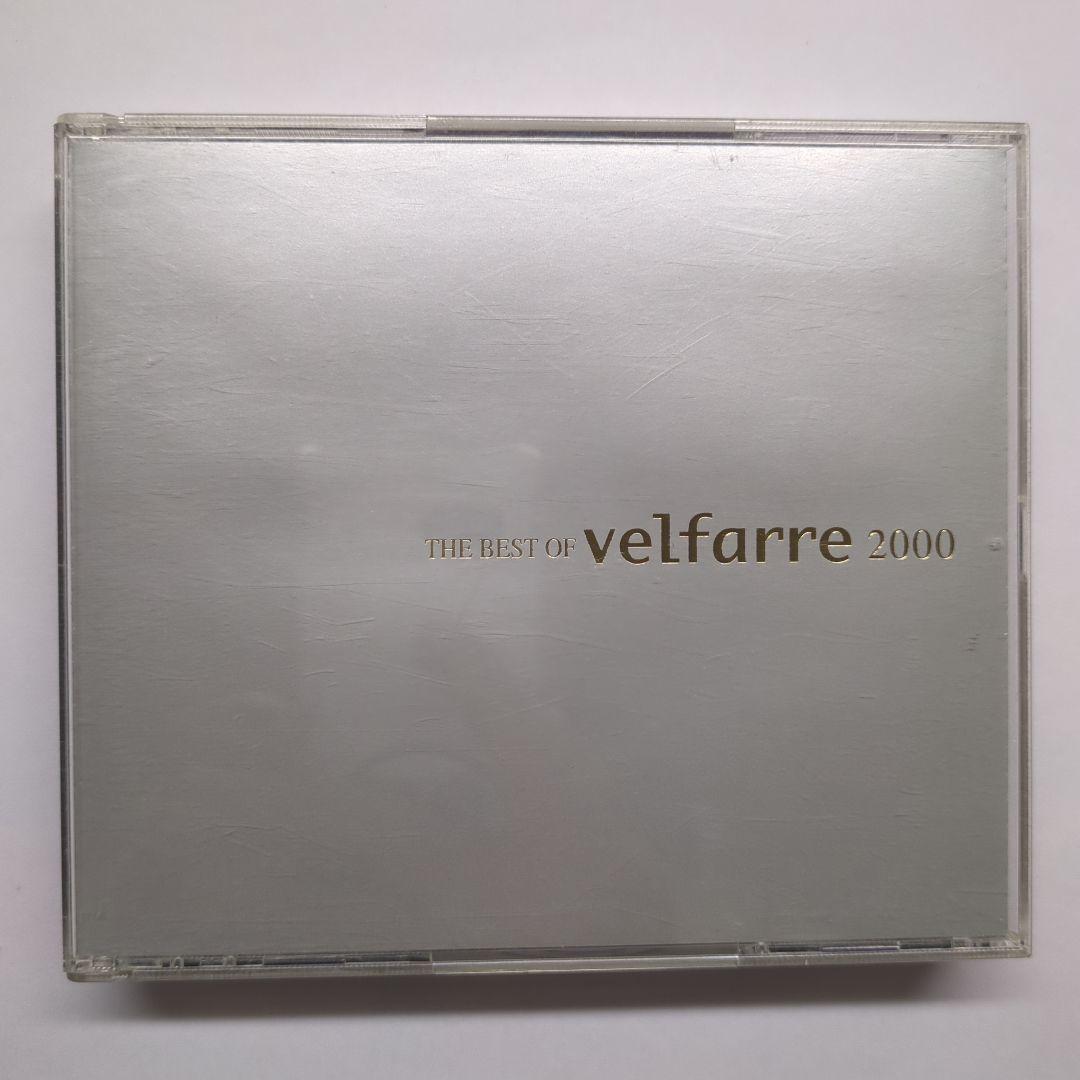 THE BEST OF velfarre 2000